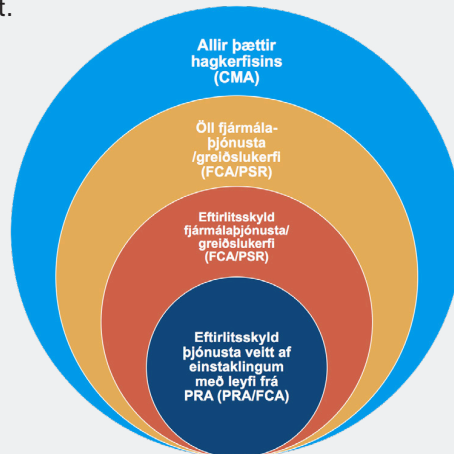 t.
Allir þættir
hagkerfisins
(CMA)
Öll fjármála-
þjónusta
/greiðslukerfi
(FCA/PSR)
Eftirlitsskyld
fjármálaþjónusta/
greiðslukerfi
(FCA/PSR)
Eftirlitsskyld
þjónusta veitt af
einstaklingum
með leyfi frá
PRA (PRA/FCA)